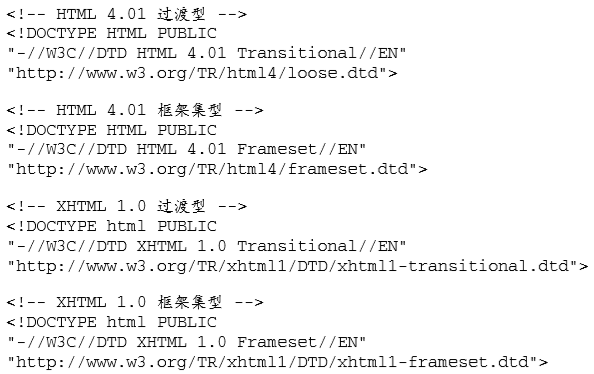 <!-- HTML 4.01 过渡型 -->
<!DOCTYPE HTML PUBLIC
"-//W3C//DTD HTML 4.01 Transitional//EN"
"http://www.w3.org/TR/html4/loose.dtd">
<!-- HTML 4.01 框架集型 -->
<!DOCTYPE HTML PUBLIC
"-//W3C//DTD HTML 4.01 Frameset//EN"
"http://www.w3.org/TR/html4/frameset.dtd">
<!-- XHTML 1.0 过渡型 -->
<!DOCTYPE html PUBLIC
"-//W3C//DTD XHTML 1.0 Transitional//EN"
"http://www.w3.org/TR/xhtml1/DTD/xhtml1-transitional.dtd">
<!-- XHTML 1.0 框架集型 -->
<!DOCTYPE html PUBLIC
"-//W3C//DTD XHTML 1.0 Frameset//EN"
"http://www.w3.org/TR/xhtml1/DTD/xhtml1-frameset.dtd">